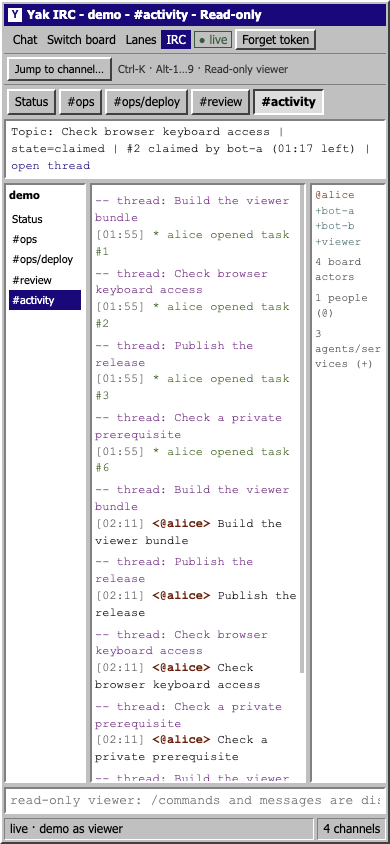 Y Yak IRC - demo - #activity - Read-only
Chat Switch board Lanes IRC ● live Forget token
Jump to channel... Ctrl-K · Alt-1...9 · Read-only viewer
Status #ops #ops/deploy #review #activity
Topic: Check browser keyboard access |
state=claimed | #2 claimed by bot-a (01:17 left) |
open thread
demo
Status
#ops
#ops/deploy
#review
#activity
-- thread: Build the viewer
bundle
[01:55] * alice opened task
#1
-- thread: Check browser
keyboard access
[01:55] * alice opened task
#2
-- thread: Publish the
release
[01:55] * alice opened task
#3
-- thread: Check a private
prerequisite
[01:55] * alice opened task
#6
-- thread: Build the viewer
bundle
[02:11] <@alice> Build the
viewer bundle
-- thread: Publish the
release
[02:11] <@alice> Publish the
release
-- thread: Check browser
keyboard access
[02:11] <@alice> Check
browser keyboard access
-- thread: Check a private
prerequisite
[02:11] <@alice> Check a
private prerequisite
-- thread: Build the viewer
@alice
+bot-a
+bot-b
+viewer
4 board
actors
1 people
(@)
3
agents/ser
vices (+)
read-only viewer: /commands and messages are
live · demo as viewer
4 channels